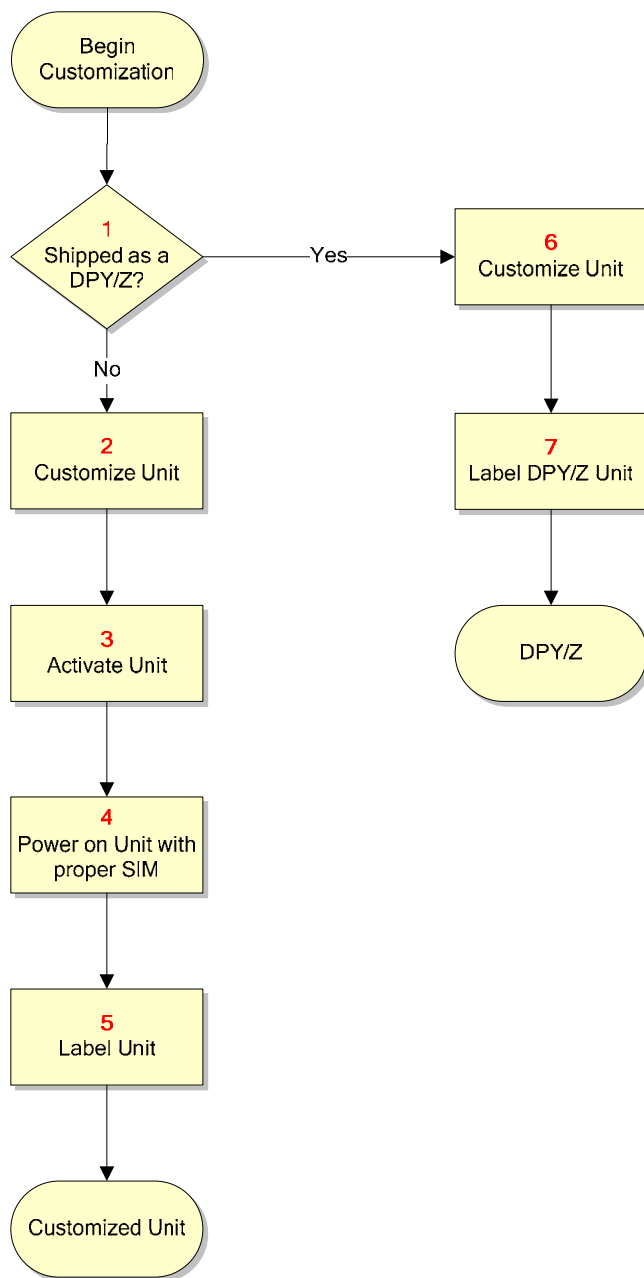 Begin
Customization
1
Shipped as a
DPY/Z?
Yes
6
Customize Unit
No
2
Customize Unit
7
Label DPY/Z Unit
3
Activate Unit
DPY/Z
4
Power on Unit with
proper SIM
5
Label Unit
Customized Unit